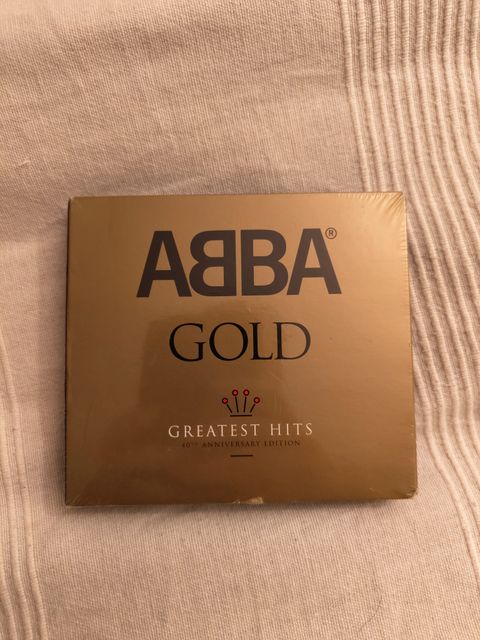 ABBA®
GOLD
GREATEST HITS
40TH ANNIVERSARY EDITION